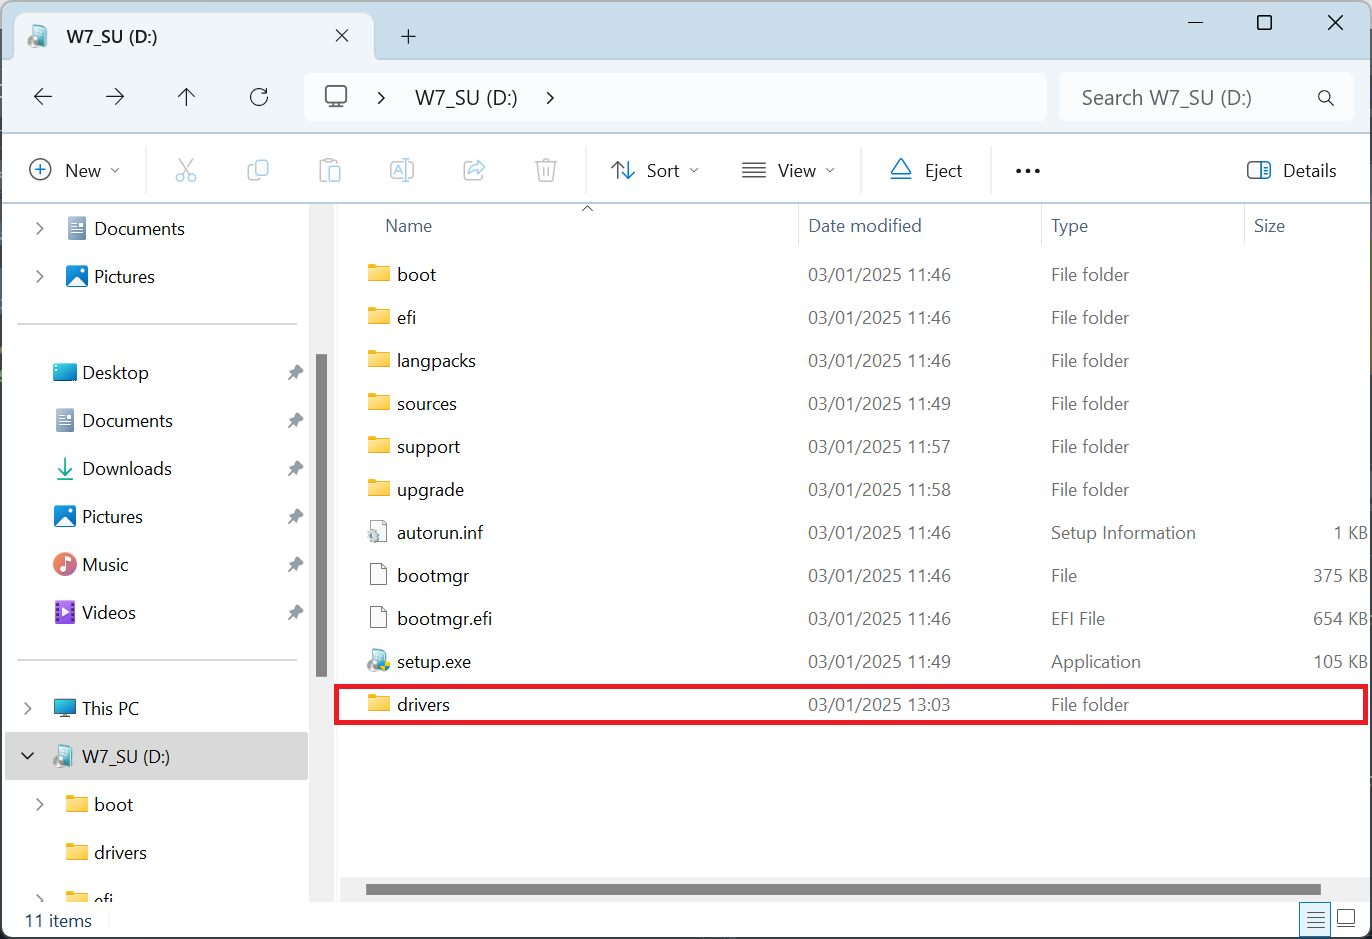 W7_SU (D:)
W7_SU (D:)
Search W7_SU (D:)
New
Sort
View
Eject
Details
Documents
Pictures
Desktop
Documents
Downloads
Pictures
Music
Videos
This PC
W7_SU (D:)
boot
drivers
efi
Name Date modified Type Size
boot 03/01/2025 11:46 File folder
efi 03/01/2025 11:46 File folder
langpacks 03/01/2025 11:46 File folder
sources 03/01/2025 11:49 File folder
support 03/01/2025 11:57 File folder
upgrade 03/01/2025 11:58 File folder
autorun.inf 03/01/2025 11:46 Setup Information 1 KB
bootmgr 03/01/2025 11:46 File 375 KB
bootmgr.efi 03/01/2025 11:46 EFI File 654 KB
setup.exe 03/01/2025 11:49 Application 105 KB
drivers 03/01/2025 13:03 File folder
11 items